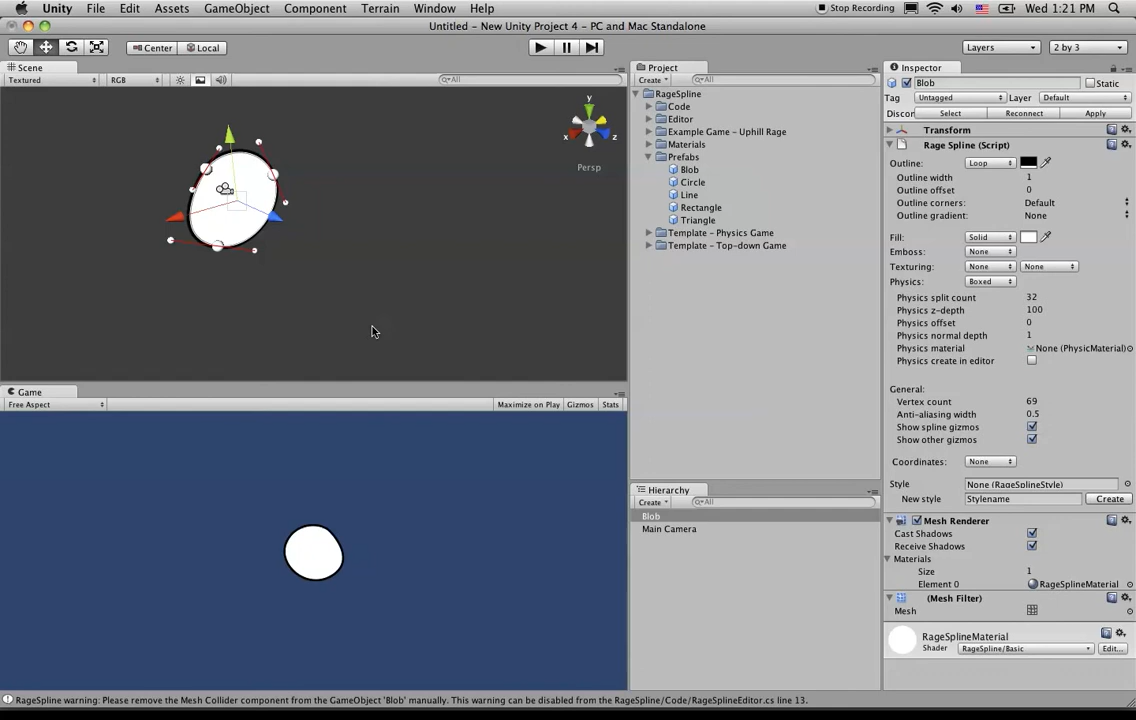 Unity File Edit Assets GameObject Component Terrain Window Help Stop Recording Wed 1:21 PM
Untitled - New Unity Project 4 - PC and Mac Standalone
Center Local Layers 2 by 3
Scene
Textured RGB All
y
x
z
Persp
Game
Free Aspect Maximize on Play Gizmos Stats
Project
Create All
RageSpline
Code
Editor
Example Game - Uphill Rage
Materials
Prefabs
Blob
Circle
Line
Rectangle
Triangle
Template - Physics Game
Template - Top-down Game
Hierarchy
Create All
Blob
Main Camera
Inspector
Blob Static
Tag Untagged Layer Default
Discon Select Reconnect Apply
Transform
Rage Spline (Script)
Outline: Loop
Outline width 1
Outline offset 0
Outline corners: Default
Outline gradient: None
Fill: Solid
Emboss: None
Texturing: None None
Physics: Boxed
Physics split count 32
Physics z-depth 100
Physics offset 0
Physics normal depth 1
Physics material None (PhysicMaterial)
Physics create in editor
General:
Vertex count 69
Anti-aliasing width 0.5
Show spline gizmos
Show other gizmos
Coordinates: None
Style None (RageSplineStyle)
New style Stylename Create
Mesh Renderer
Cast Shadows
Receive Shadows
Materials
Size 1
Element 0 RageSplineMaterial
(Mesh Filter)
Mesh
RageSplineMaterial
Shader RageSpline/Basic Edit...
RageSpline warning: Please remove the Mesh Collider component from the GameObject 'Blob' manually. This warning can be disabled from the RageSpline/Code/RageSplineEditor.cs line 13.